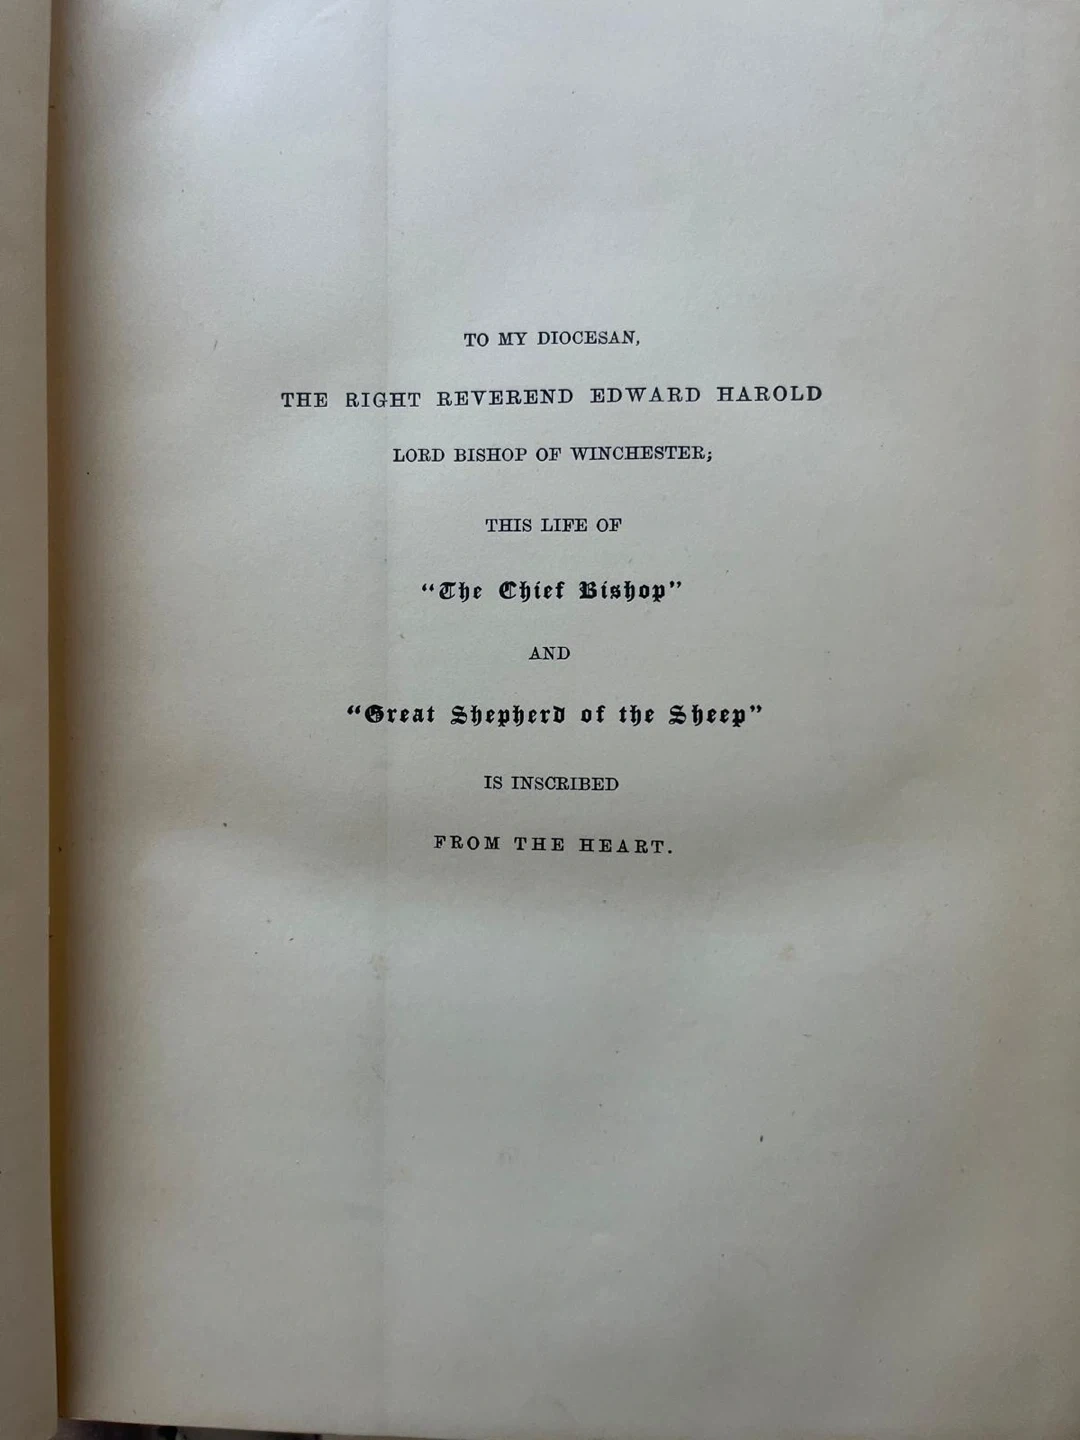 TO MY DIOCESAN,
THE RIGHT REVEREND EDWARD HAROLD
LORD BISHOP OF WINCHESTER;
THIS LIFE OF
“The Chief Bishop”
AND
“Great Shepherd of the Sheep”
IS INSCRIBED
FROM THE HEART.